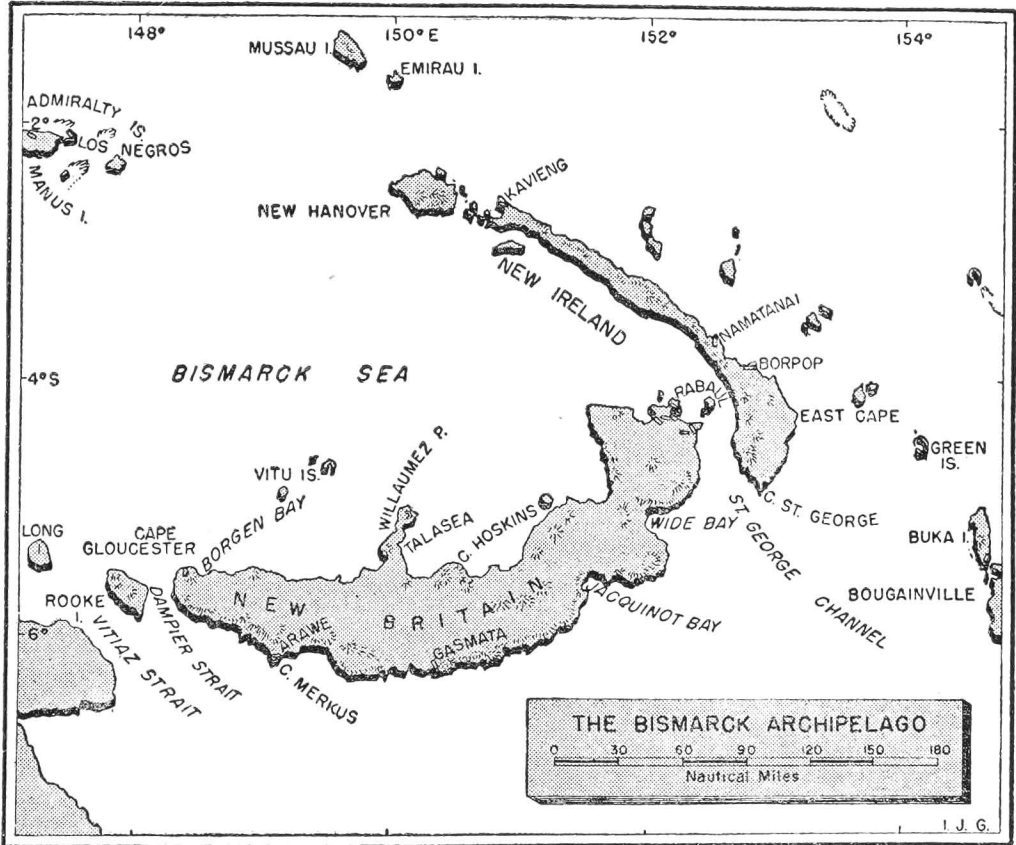 148°
150° E
152°
154°
MUSSAU I.
EMIRAU I.
ADMIRALTY IS.
2°
LOS NEGROS
MANUS I.
NEW HANOVER
KAVIENG
NEW IRELAND
NAMATANAI
BORPOP
BISMARCK SEA
4°S
RABAUL
EAST CAPE
GREEN
IS.
VITU IS.
WILLAUMEZ P.
C. ST. GEORGE
ST GEORGE
CHANNEL
WIDE BAY
LONG
I
CAPE
GLOUCESTER
BORGEN BAY
TALASEA
C. HOSKINS
BUKA I.
BOUGAINVILLE
ROOKE
I.
DAMPIER STRAIT
VITIAZ STRAIT
NEW BRITAIN
JACQUINOT BAY
6°
ARAWE
C. MERKUS
GASMATA
THE BISMARCK ARCHIPELAGO
0 30 60 90 120 150 180
Nautical Miles
I. J. G.